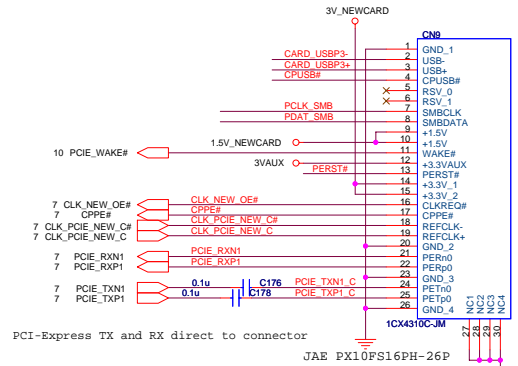 3V_NEWCARD
CN9
1 GND_1
CARD_USBP3- 2 USB-
CARD_USBP3+ 3 USB+
CPUSB# 4 CPUSB#
5 RSV_0
6 RSV_1
PCLK_SMB 7 SMBCLK
PDAT_SMB 8 SMBDATA
9 +1.5V
1.5V_NEWCARD 10 +1.5V
10 PCIE_WAKE# 11 WAKE#
3VAUX 12 +3.3VAUX
PERST# 13 PERST#
14 +3.3V_1
15 +3.3V_2
7 CLK_NEW_OE# CLK_NEW_OE# 16 CLKREQ#
7 CPPE# CPPE# 17 CPPE#
7 CLK_PCIE_NEW_C# CLK_PCIE_NEW_C# 18 REFCLK-
7 CLK_PCIE_NEW_C CLK_PCIE_NEW_C 19 REFCLK+
20 GND_2
7 PCIE_RXN1 PCIE_RXN1 21 PERn0
7 PCIE_RXP1 PCIE_RXP1 22 PERp0
23 GND_3
7 PCIE_TXN1 0.1u C176 PCIE_TXN1_C 24 PETn0
7 PCIE_TXP1 0.1u C178 PCIE_TXP1_C 25 PETp0
26 GND_4
NC1 NC2 NC3 NC4
27 28 29 30
1CX4310C-JM
PCI-Express TX and RX direct to connector
JAE PX10FS16PH-26P